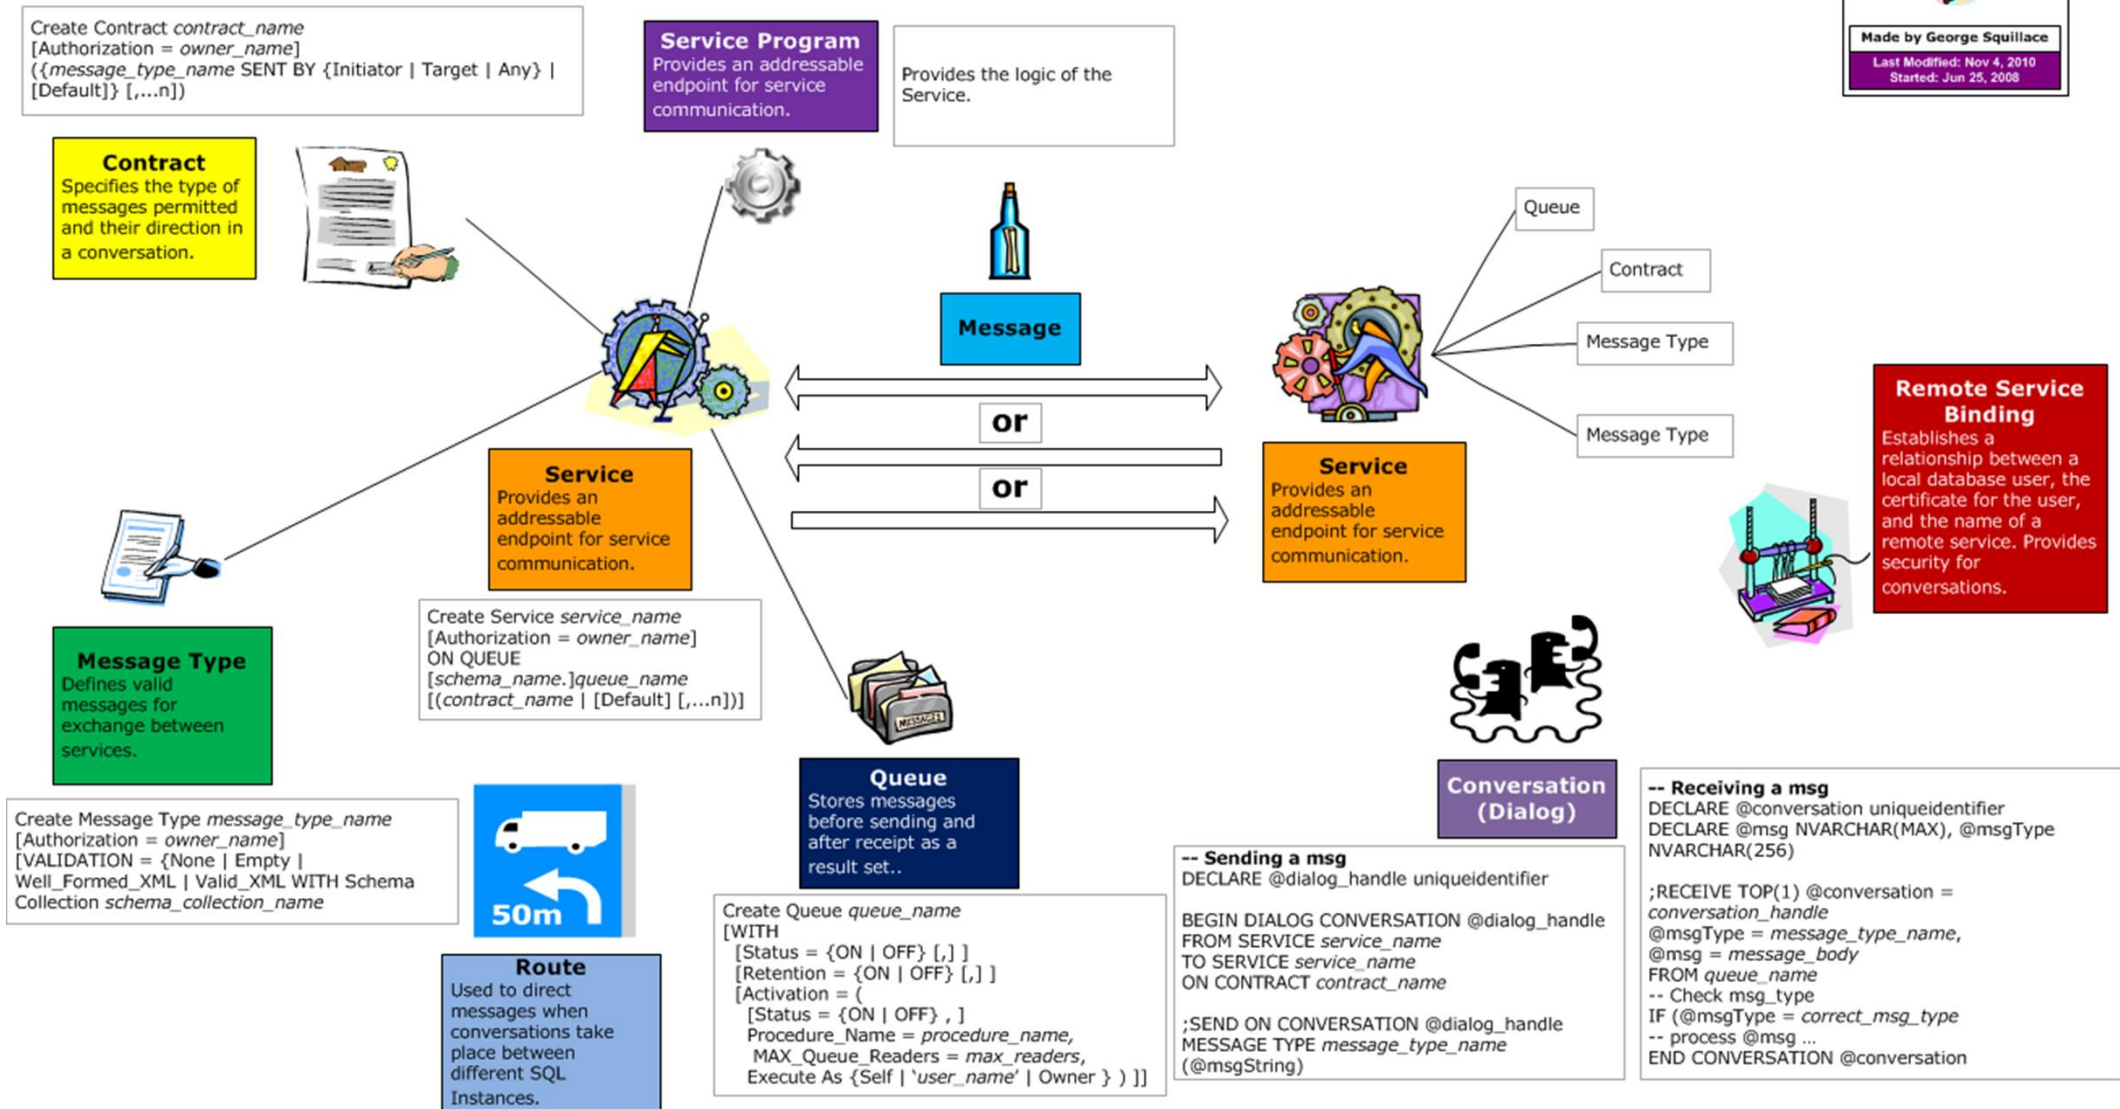 Create Contract contract_name
[Authorization = owner_name]
({message_type_name SENT BY {Initiator | Target | Any} |
[Default]} [,...n])
Service Program
Provides an addressable
endpoint for service
communication.
Provides the logic of the
Service.
Made by George Squillace
Last Modified: Nov 4, 2010
Started: Jun 25, 2008
Contract
Specifies the type of
messages permitted
and their direction in
a conversation.
Message
Queue
Contract
Message Type
Message Type
or
or
Service
Provides an
addressable
endpoint for service
communication.
Service
Provides an
addressable
endpoint for service
communication.
Remote Service
Binding
Establishes a
relationship between a
local database user, the
certificate for the user,
and the name of a
remote service. Provides
security for
conversations.
Create Service service_name
[Authorization = owner_name]
ON QUEUE
[schema_name.]queue_name
[(contract_name | [Default] [,...n])]
Message Type
Defines valid
messages for
exchange between
services.
Create Message Type message_type_name
[Authorization = owner_name]
[VALIDATION = {None | Empty |
Well_Formed_XML | Valid_XML WITH Schema
Collection schema_collection_name
50m
Route
Used to direct
messages when
conversations take
place between
different SQL
Instances.
MESSAGES
Queue
Stores messages
before sending and
after receipt as a
result set..
Create Queue queue_name
[WITH
[Status = {ON | OFF} [,] ]
[Retention = {ON | OFF} [,] ]
[Activation = (
[Status = {ON | OFF} , ]
Procedure_Name = procedure_name,
MAX_Queue_Readers = max_readers,
Execute As {Self | ‘user_name’ | Owner } ) ]]
Conversation
(Dialog)
-- Sending a msg
DECLARE @dialog_handle uniqueidentifier
BEGIN DIALOG CONVERSATION @dialog_handle
FROM SERVICE service_name
TO SERVICE service_name
ON CONTRACT contract_name
;SEND ON CONVERSATION @dialog_handle
MESSAGE TYPE message_type_name
(@msgString)
-- Receiving a msg
DECLARE @conversation uniqueidentifier
DECLARE @msg NVARCHAR(MAX), @msgType
NVARCHAR(256)
;RECEIVE TOP(1) @conversation =
conversation_handle
@msgType = message_type_name,
@msg = message_body
FROM queue_name
-- Check msg_type
IF (@msgType = correct_msg_type
-- process @msg ...
END CONVERSATION @conversation